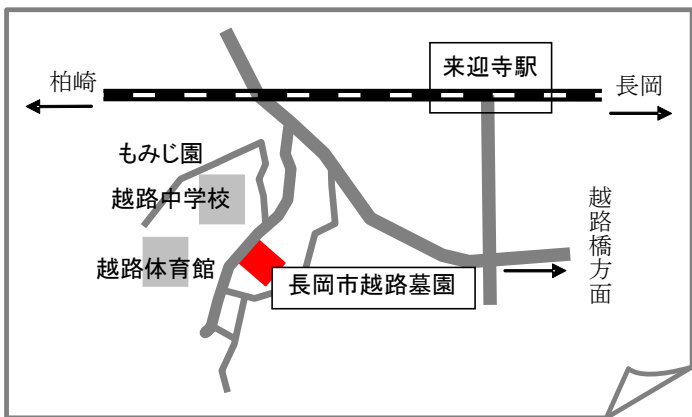 来迎寺駅
柏崎
長岡
もみじ園
越路中学校
越路橋方面
越路体育館
長岡市越路墓園